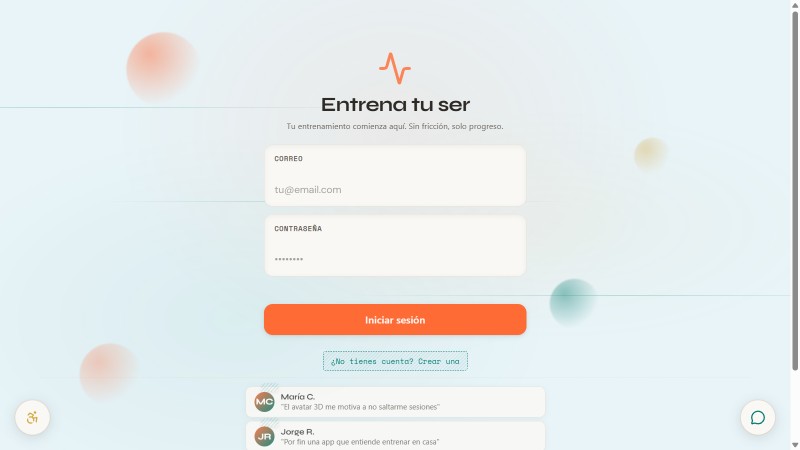 Entrena tu ser
Tu entrenamiento comienza aquí. Sin fricción, solo progreso.
CORREO
tu@email.com
CONTRASEÑA
••••••••
Iniciar sesión
¿No tienes cuenta? Crear una
MC
María C.
"El avatar 3D me motiva a no saltarme sesiones"
JR
Jorge R.
"Por fin una app que entiende entrenar en casa"